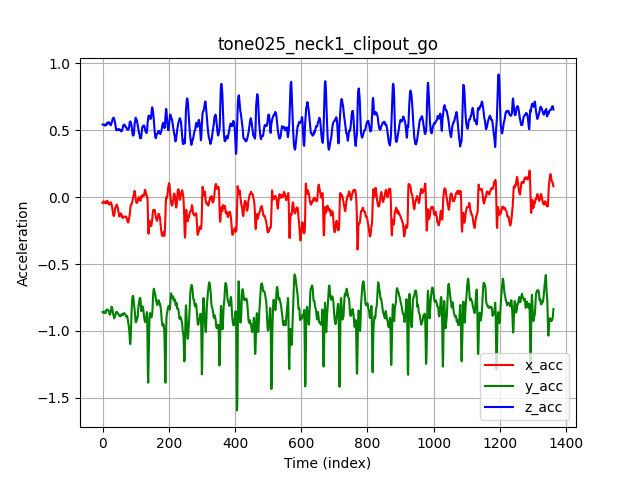 tone025_neck1_clipout_go
1.0
0.5
0.0
−0.5
−1.0
−1.5
Acceleration
0 200 400 600 800 1000 1200 1400
Time (index)
x_acc
y_acc
z_acc